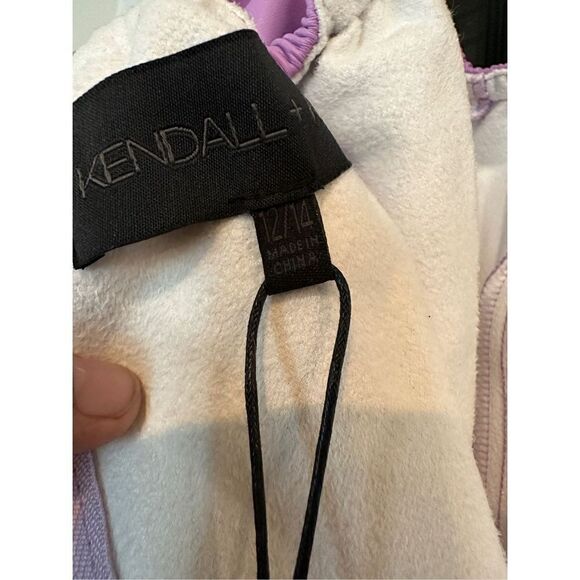 KENDALL +
12/14
MADE IN
CHINA